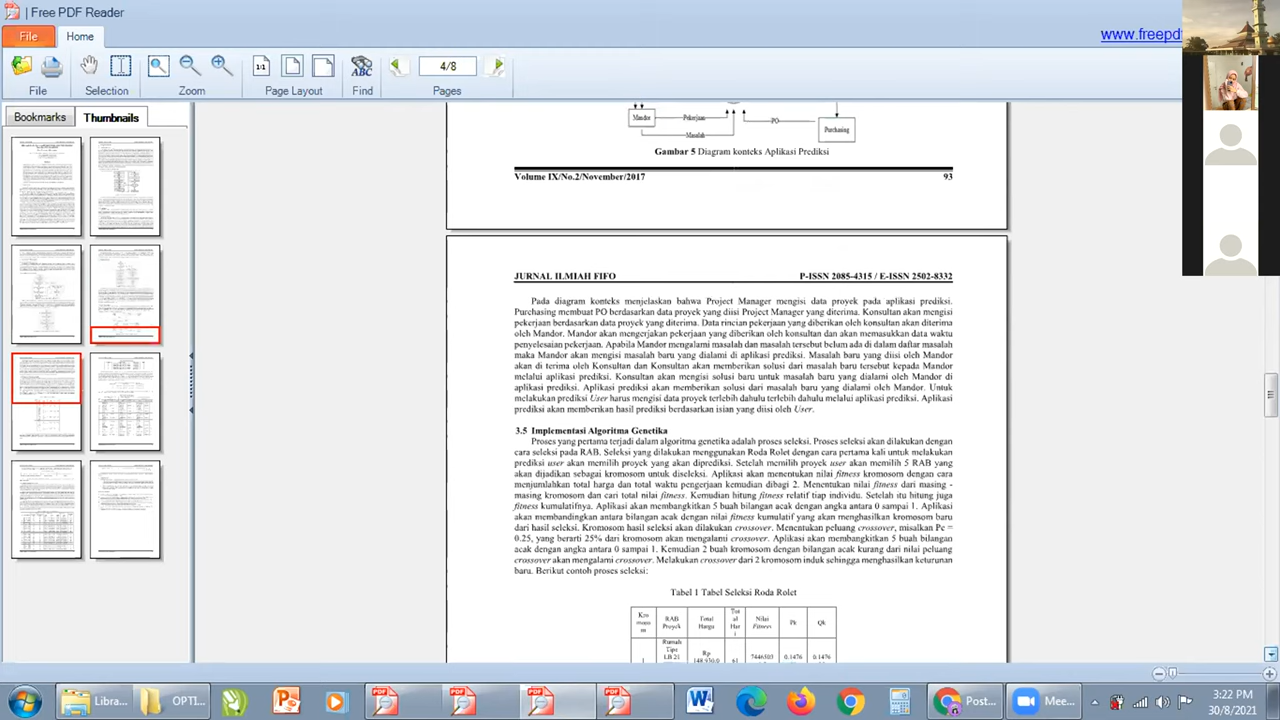 Free PDF Reader
File
Home
www.freepd
1/1
ABC
4/8
File
Selection
Zoom
Page Layout
Find
Pages
Bookmarks
Thumbnails
Mandor
Pekerjaan
Masalah
PO
Purchasing
Gambar 5 Diagram konteks Aplikasi Prediksi
Volume IX/No.2/November/2017 93
JURNAL ILMIAH FIFO P-ISSN 2085-4315 / E-ISSN 2502-8332
Pada diagram konteks menjelaskan bahwa Project Manager mengisi data proyek pada aplikasi prediksi.
Purchasing membuat PO berdasarkan data proyek yang diisi Project Manager yang diterima. Konsultan akan mengisi
pekerjaan berdasarkan data proyek yang diterima. Data rincian pekerjaan yang diberikan oleh konsultan akan diterima
oleh Mandor. Mandor akan mengerjakan pekerjaan yang diberikan oleh konsultan dan akan memasukkan data waktu
penyelesaian pekerjaan. Apabila Mandor mengalami masalah dan masalah tersebut belum ada di dalam daftar masalah
maka Mandor akan mengisi masalah baru yang dialami di aplikasi prediksi. Masalah baru yang diisi oleh Mandor
akan di terima oleh Konsultan dan Konsultan akan memberikan solusi dari masalah baru tersebut kepada Mandor
melalui aplikasi prediksi. Konsultan akan mengisi solusi baru untuk masalah baru yang dialami oleh Mandor di
aplikasi prediksi. Aplikasi prediksi akan memberikan solusi dari masalah baru yang dialami oleh Mandor. Untuk
melakukan prediksi User harus mengisi data proyek terlebih dahulu terlebih dahulu melalui aplikasi prediksi. Aplikasi
prediksi akan memberikan hasil prediksi berdasarkan isian yang diisi oleh User.
3.5 Implementasi Algoritma Genetika
Proses yang pertama terjadi dalam algoritma genetika adalah proses seleksi. Proses seleksi akan dilakukan dengan
cara seleksi pada RAB. Seleksi yang dilakukan menggunakan Roda Rolet dengan cara pertama kali untuk melakukan
prediksi user akan memilih proyek yang akan diprediksi. Setelah memilih proyek user akan memilih 5 RAB yang
akan dijadikan sebagai kromosom untuk diseleksi. Aplikasi akan menentukan nilai fitness kromosom dengan cara
menjumlahkan total harga dan total waktu pengerjaan kemudian dibagi 2. Menentukan nilai fitness dari masing -
masing kromosom dan cari total nilai fitness. Kemudian hitung fitness relatif tiap individu. Setelah itu hitung juga
fitness kumulatifnya. Aplikasi akan membangkitkan 5 buah bilangan acak dengan angka antara 0 sampai 1. Aplikasi
akan membandingkan antara bilangan acak dengan nilai fitness kumulatif yang akan menghasilkan kromosom baru
dari hasil seleksi. Kromosom hasil seleksi akan dilakukan crossover. Menentukan peluang crossover, misalkan Pc =
0.25, yang berarti 25% dari kromosom akan mengalami crossover. Aplikasi akan membangkitkan 5 buah bilangan
acak dengan angka antara 0 sampai 1. Kemudian 2 buah kromosom dengan bilangan acak kurang dari nilai peluang
crossover akan mengalami crossover. Melakukan crossover dari 2 kromosom induk sehingga menghasilkan keturunan
baru. Berikut contoh proses seleksi:
Tabel 1 Tabel Seleksi Roda Rolet
RAB Proyek
Total Harga
Tot al Har i
Nilai Fitness
Pk
Qk
1
Rumah Tipe LB 25
Rp
61
7446503
0.1476
0.1476
Libra...
OPTI...
Post...
Mee...
3:22 PM
30/8/2021